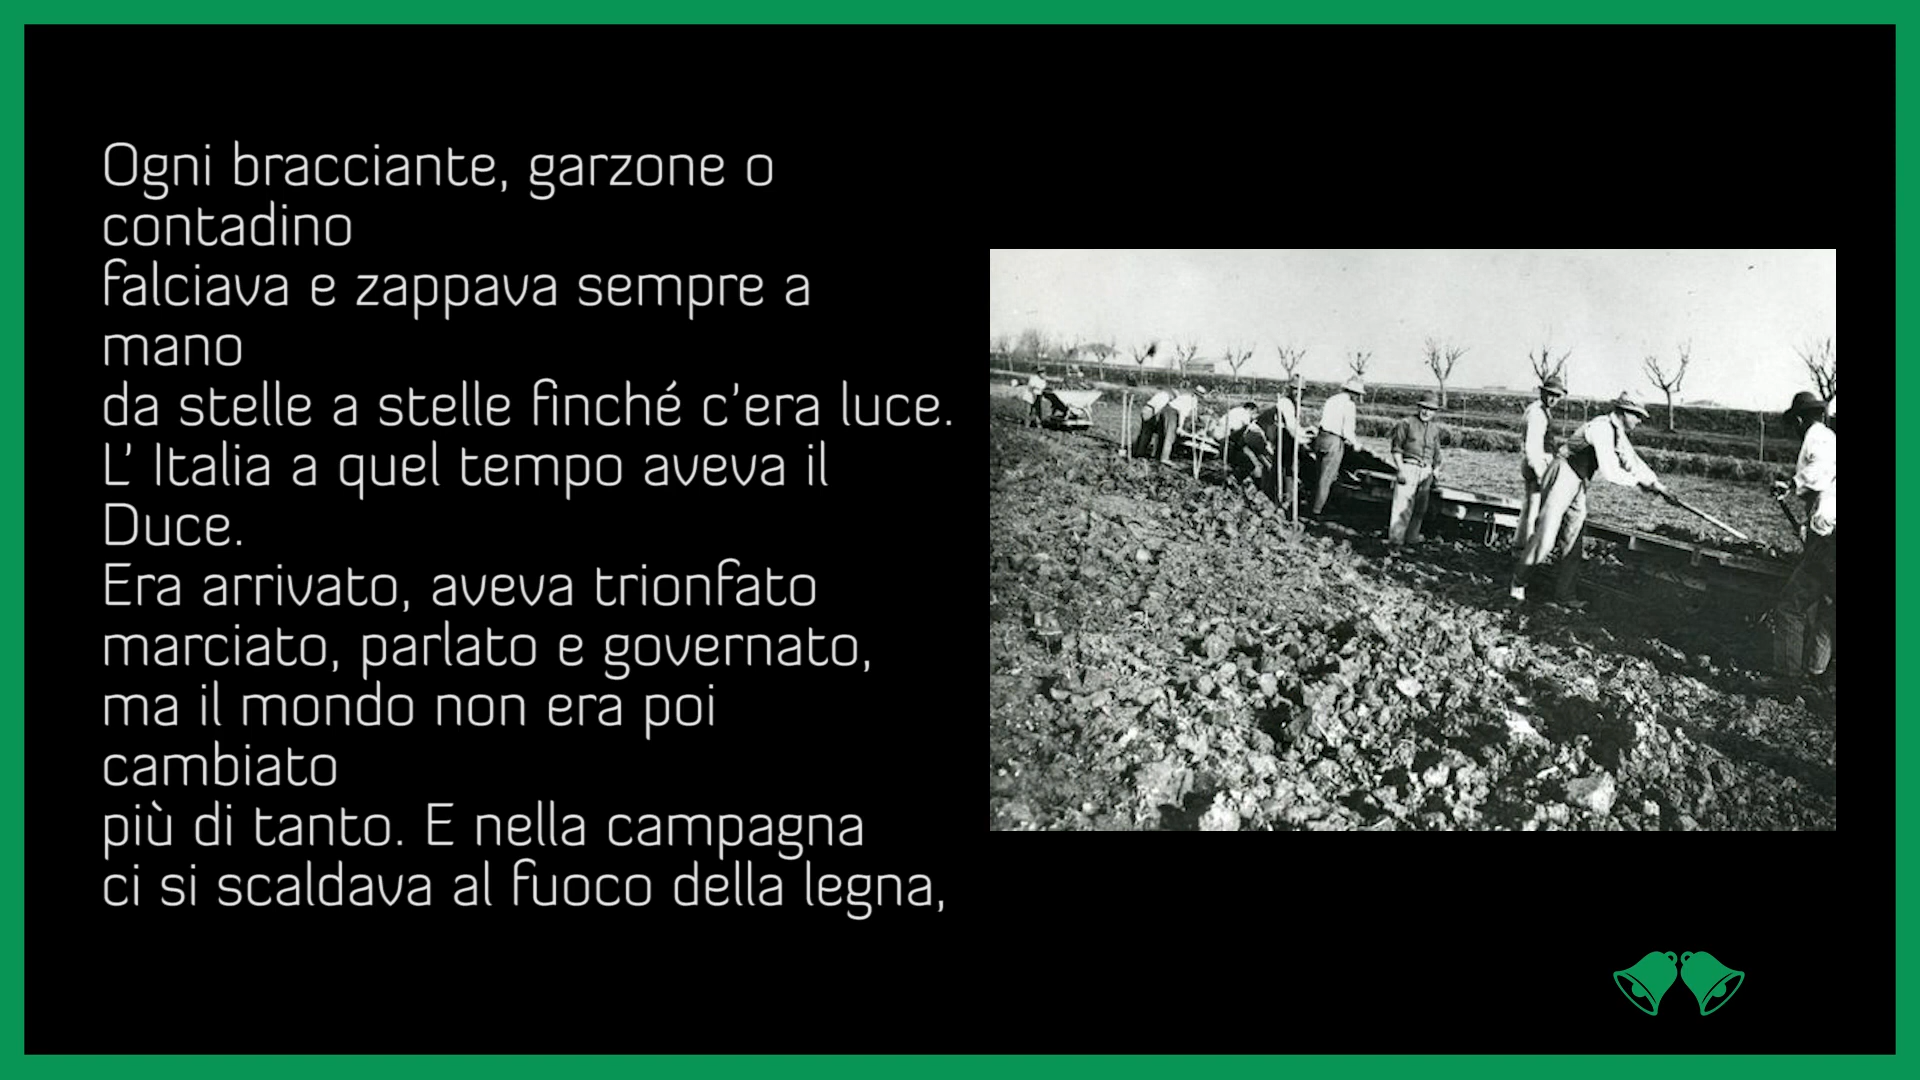 Ogni bracciante, garzone o
contadino
falciava e zappava sempre a
mano
da stelle a stelle finché c'era luce.
L' Italia a quel tempo aveva il
Duce.
Era arrivato, aveva trionfato
marciato, parlato e governato,
ma il mondo non era poi
cambiato
più di tanto. E nella campagna
ci si scaldava al fuoco della legna,